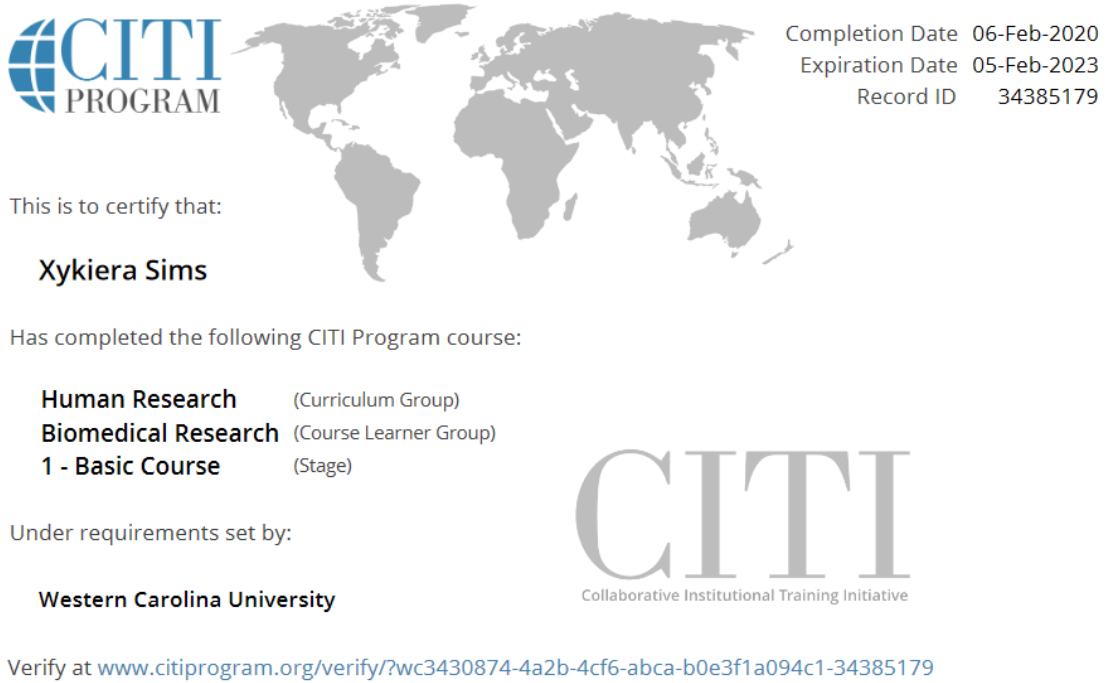 CITI
PROGRAM
Completion Date 06-Feb-2020
Expiration Date 05-Feb-2023
Record ID 34385179
This is to certify that:
Xykiera Sims
Has completed the following CITI Program course:
Human Research (Curriculum Group)
Biomedical Research (Course Learner Group)
1 - Basic Course (Stage)
Under requirements set by:
Western Carolina University
CITI
Collaborative Institutional Training Initiative
Verify at www.citiprogram.org/verify/?wc3430874-4a2b-4cf6-abca-b0e3f1a094c1-34385179